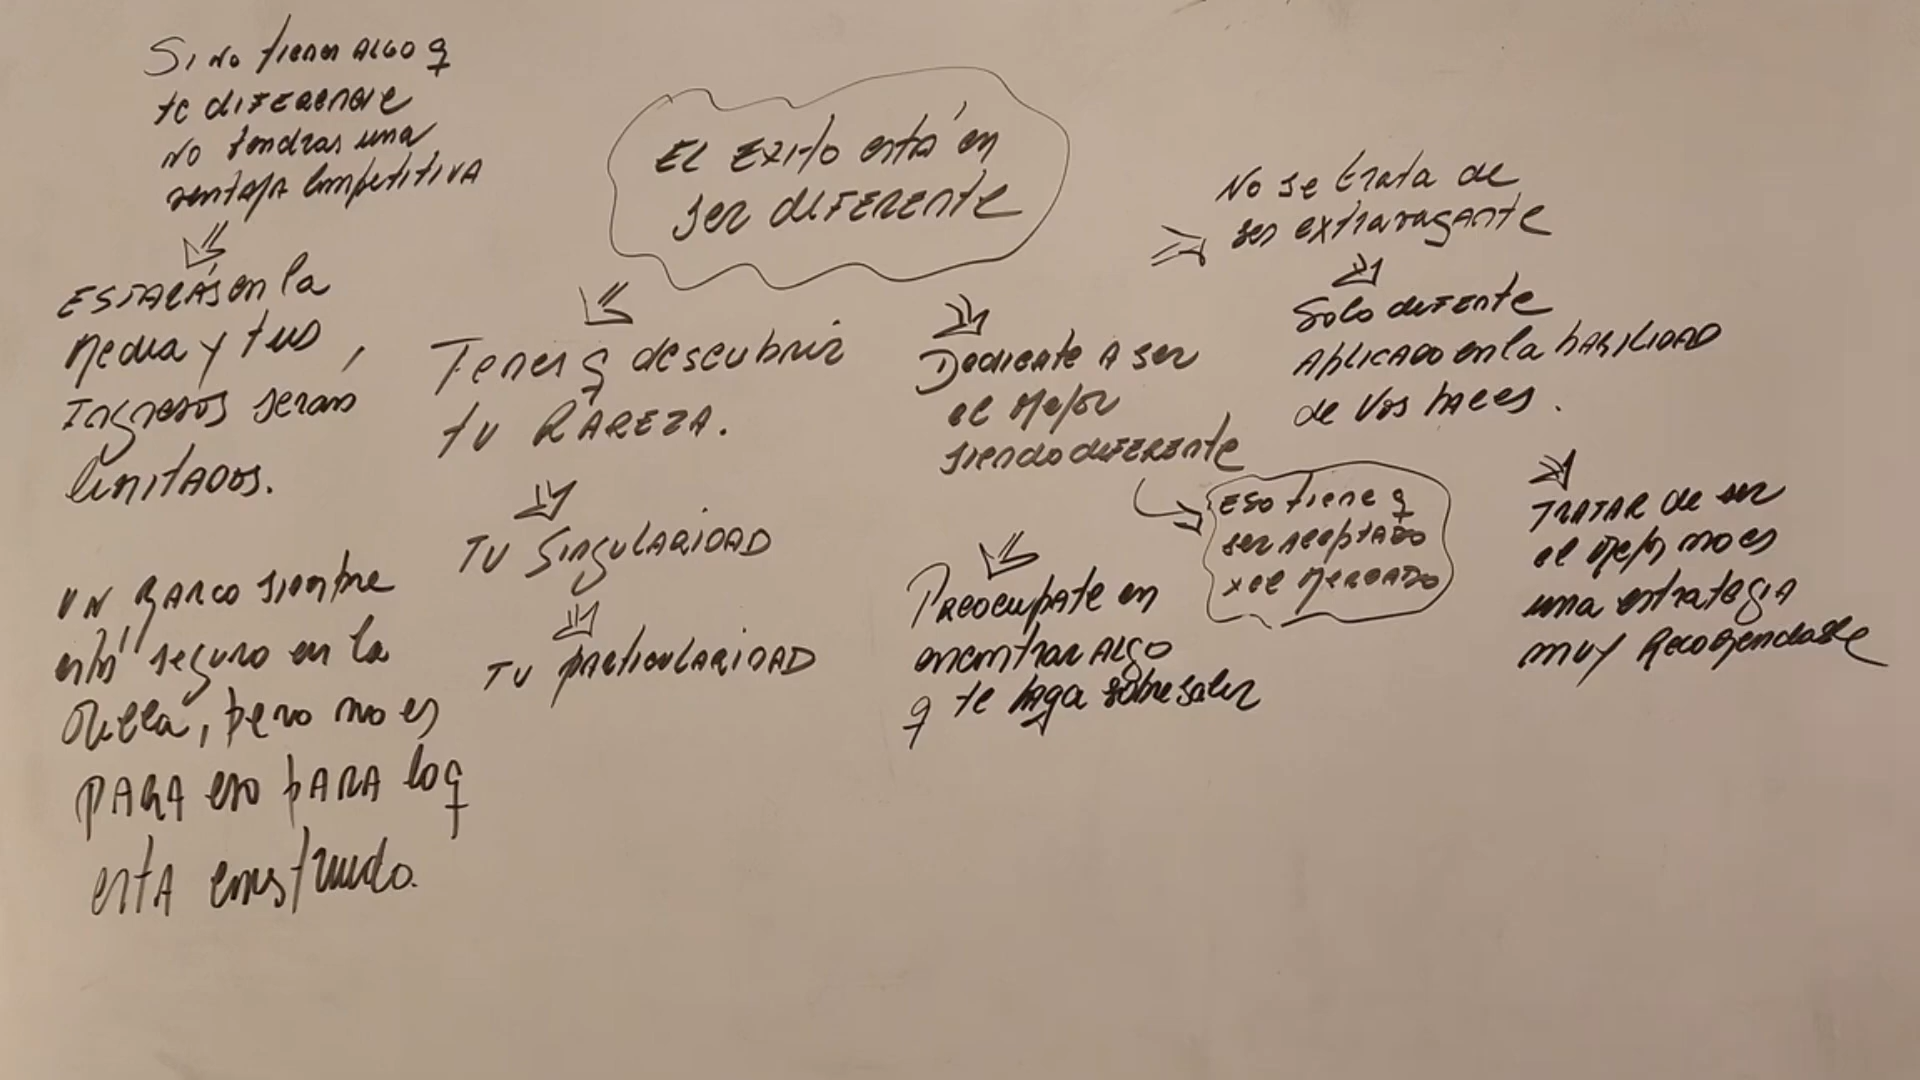 Si no tienes algo q
te diferencie
no tendras una
ventaja competitiva
Estarás en la
media y tus
ingresos seran
limitados.
Un barco siempre
está seguro en la
orilla, pero no es
para eso para lo q
esta construido.
El exito está en
ser diferente
Tenes q descubrir
tu rareza.
Tu singularidad
Tu particularidad
Dedicate a ser
el mejor
siendo diferente
Eso tiene q
ser aceptado
x el mercado
Preocupate en
encontrar algo
q te haga sobresalir
No se trata de
ser extravagante
Solo difente
aplicado en la habilidad
de vos haces.
Tratar de ser
el mejor no es
una estrategia
muy recomendable